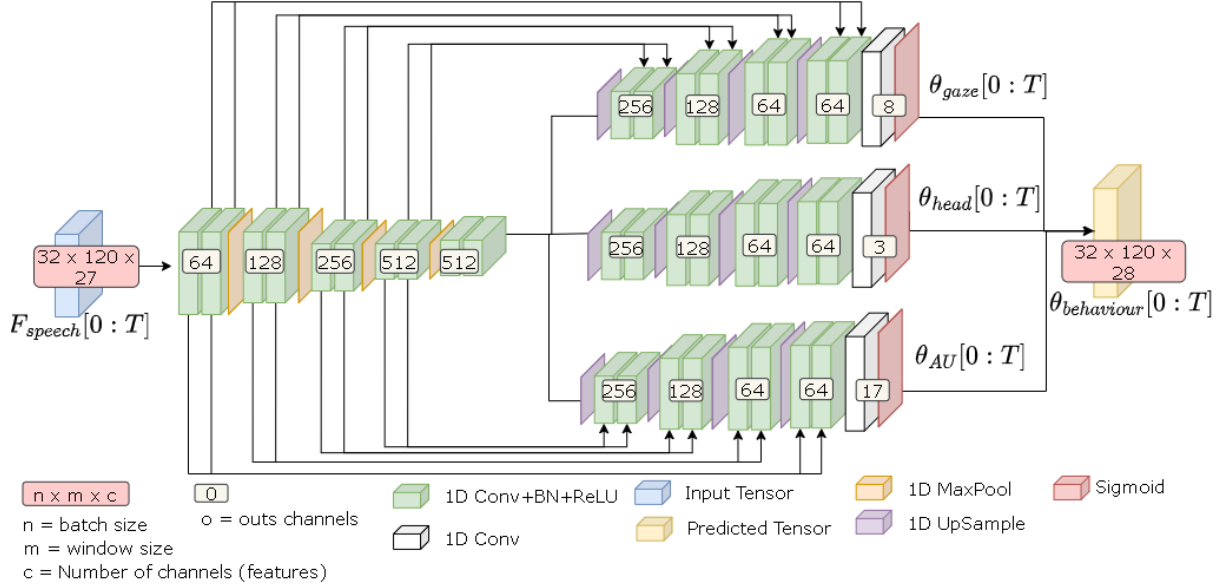 256
128
64
64
8
θgaze[0 : T]
32 x 120 x
27
Fspeech[0 : T]
64
128
256
512
512
256
128
64
64
3
θhead[0 : T]
32 x 120 x
28
θbehaviour[0 : T]
256
128
64
64
17
θAU[0 : T]
n x m x c
n = batch size
m = window size
c = Number of channels (features)
0
o = outs channels
1D Conv+BN+ReLU
1D Conv
Input Tensor
Predicted Tensor
1D MaxPool
1D UpSample
Sigmoid